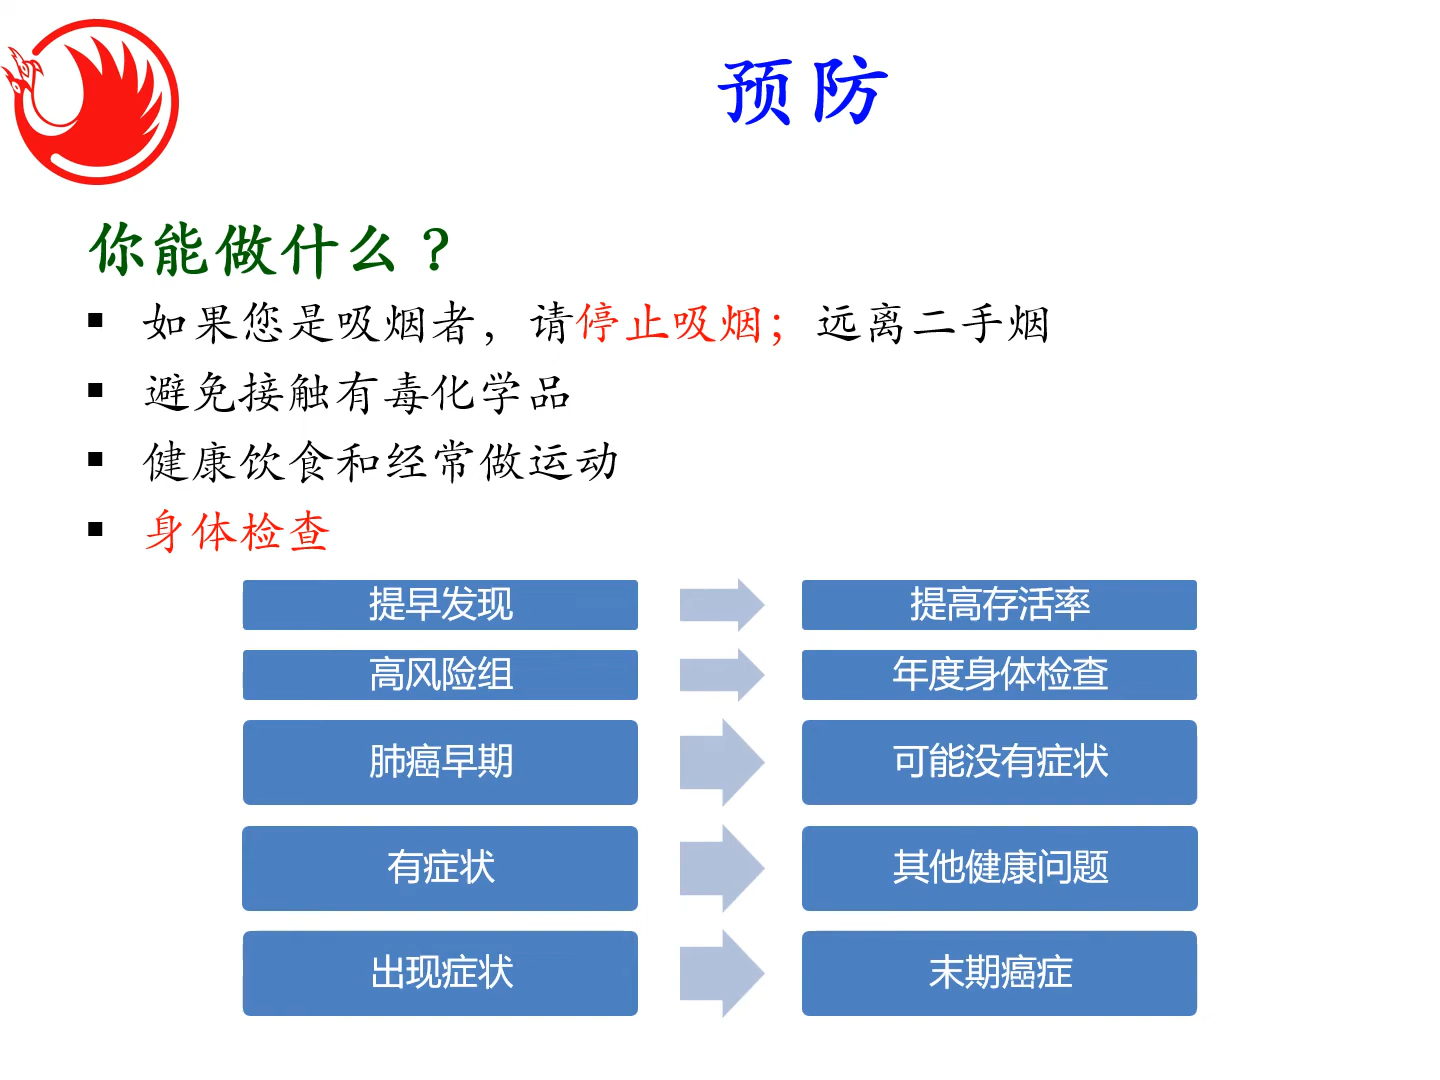 预防
你能做什么？
▪ 如果您是吸烟者，请停止吸烟；远离二手烟
▪ 避免接触有毒化学品
▪ 健康饮食和经常做运动
▪ 身体检查
提早发现 提高存活率
高风险组 年度身体检查
肺癌早期 可能没有症状
有症状 其他健康问题
出现症状 末期癌症